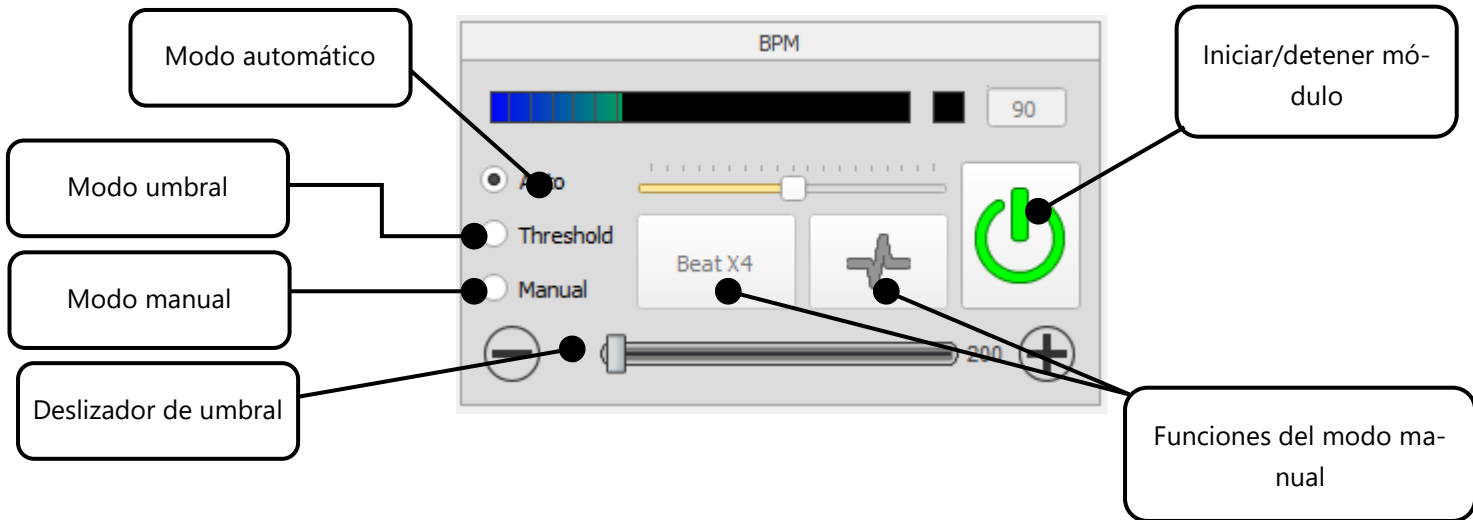 Modo automático
BPM
Iniciar/detener mó-
dulo
90
Modo umbral
Auto
Threshold
Modo manual
Beat X4
Manual
Deslizador de umbral
200
Funciones del modo ma-
nual